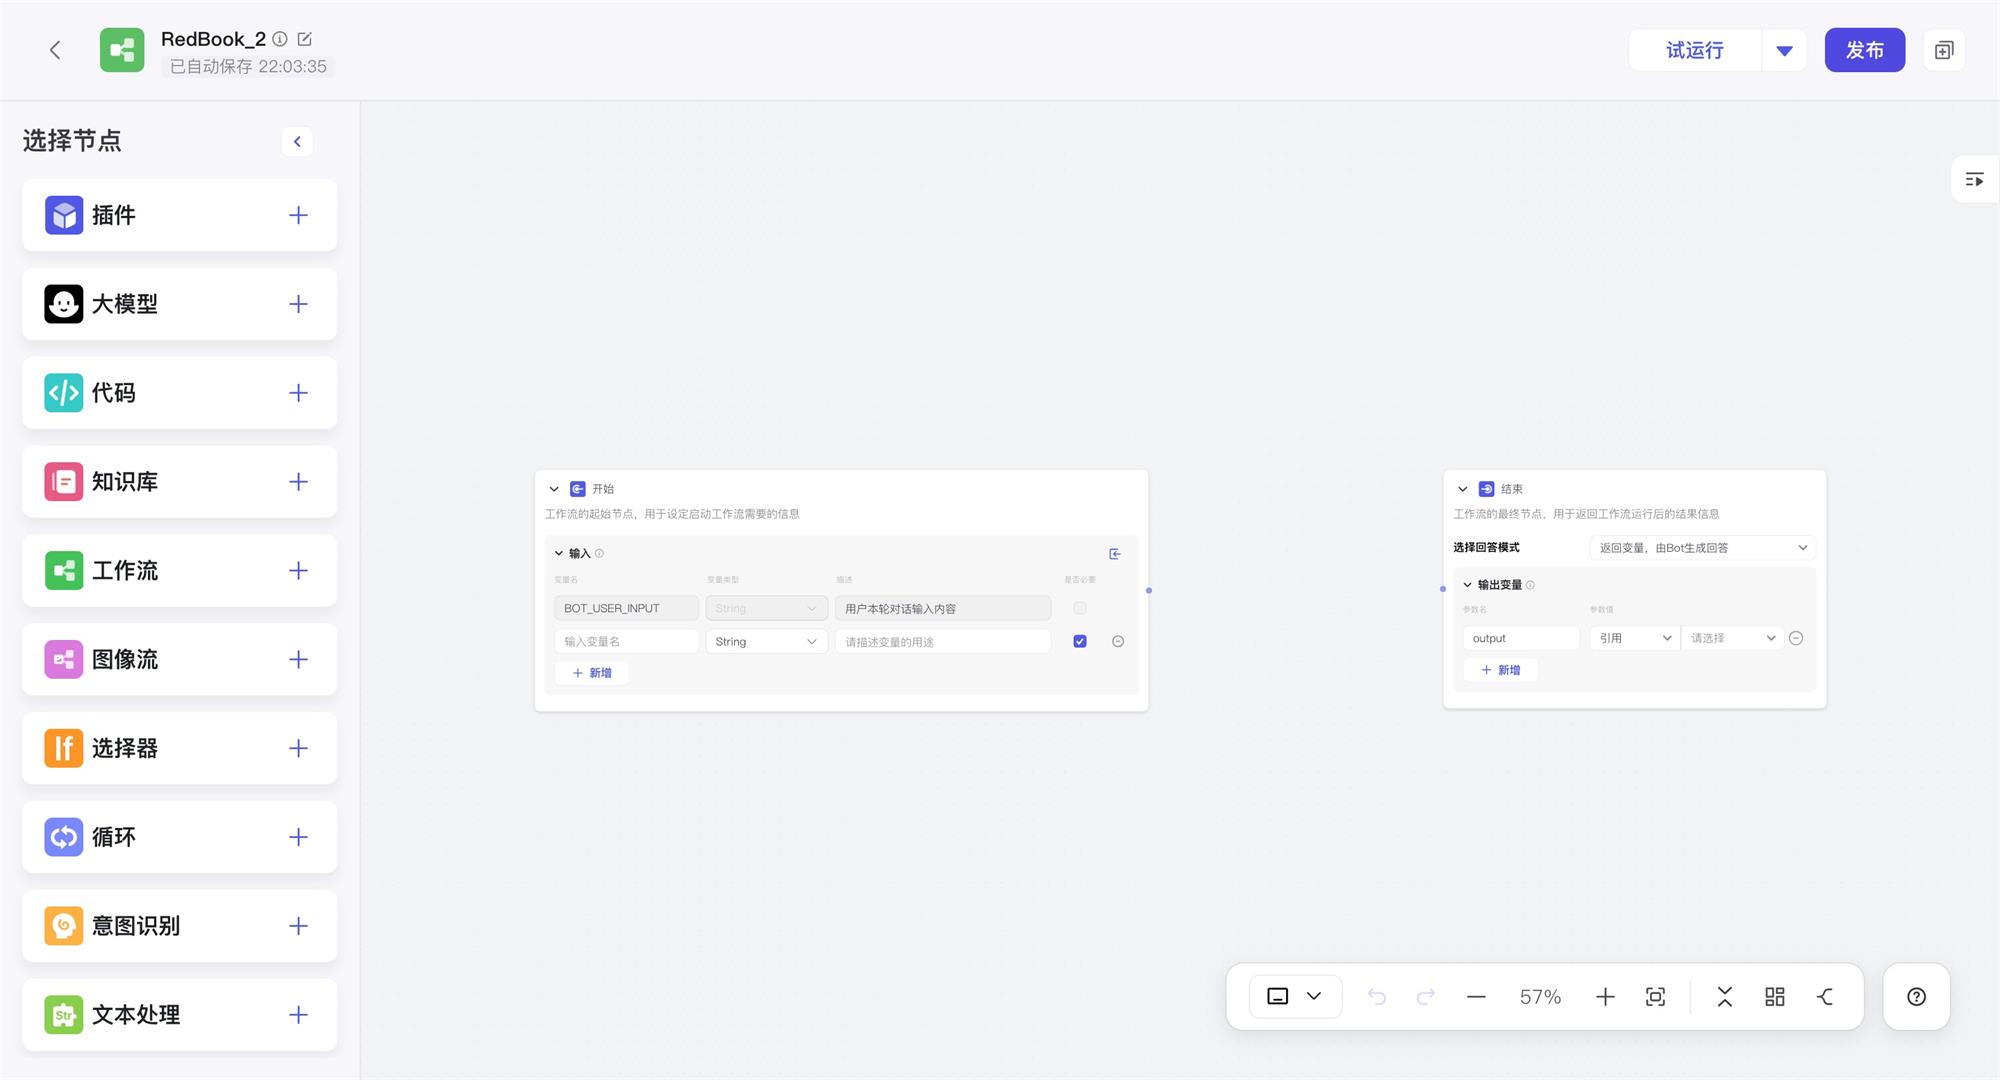 RedBook_2
已自动保存 22:03:35
试运行
发布
选择节点
插件
大模型
代码
知识库
工作流
图像流
If 选择器
循环
意图识别
Str 文本处理
开始
工作流的起始节点，用于设定启动工作流需要的信息
输入
变量名 变量类型 描述 是否必要
BOT_USER_INPUT String 用户本轮对话输入内容
输入变量名 String 请描述变量的用途
新增
结束
工作流的最终节点，用于返回工作流运行后的结果信息
选择回答模式 返回变量，由Bot生成回答
输出变量
参数名 参数值
output 引用 请选择
新增
57%